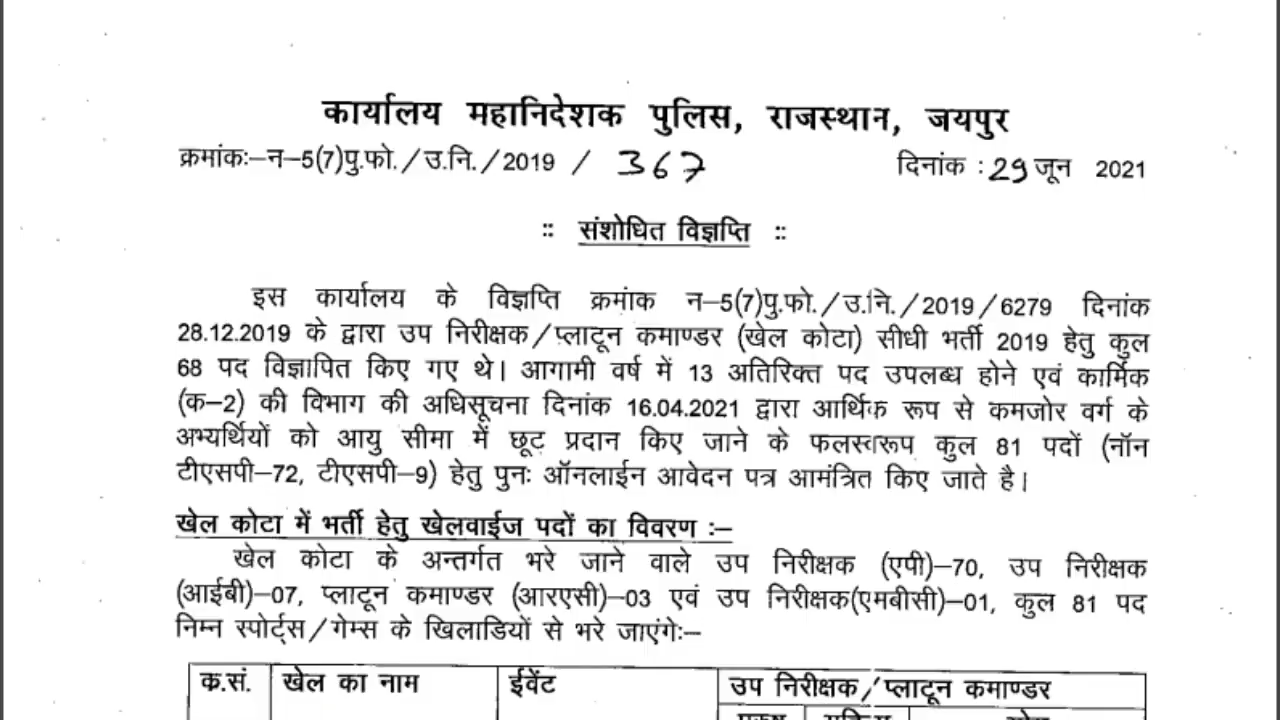 कार्यालय महानिदेशक पुलिस, राजस्थान, जयपुर
क्रमांकः–न–5(7)पु.फो./उ.नि./2019 / 367 दिनांक : 29 जून 2021
:: संशोधित विज्ञप्ति ::
इस कार्यालय के विज्ञप्ति क्रमांक न–5(7)पु.फो./उ.नि./2019/6279 दिनांक
28.12.2019 के द्वारा उप निरीक्षक/प्लाटून कमाण्डर (खेल कोटा) सीधी भर्ती 2019 हेतु कुल
68 पद विज्ञापित किए गए थे। आगामी वर्ष में 13 अतिरिक्त पद उपलब्ध होने एवं कार्मिक
(क–2) की विभाग की अधिसूचना दिनांक 16.04.2021 द्वारा आर्थिक रूप से कमजोर वर्ग के
अभ्यर्थियों को आयु सीमा में छूट प्रदान किए जाने के फलस्वरूप कुल 81 पदों (नॉन
टीएसपी–72, टीएसपी–9) हेतु पुनः ऑनलाईन आवेदन पत्र आमंत्रित किए जाते है।
खेल कोटा में भर्ती हेतु खेलवाईज पदों का विवरण :–
खेल कोटा के अन्तर्गत भरे जाने वाले उप निरीक्षक (एपी)–70, उप निरीक्षक
(आईबी)–07, प्लाटून कमाण्डर (आरएसी)–03 एवं उप निरीक्षक(एमबीसी)–01, कुल 81 पद
निम्न स्पोर्ट्स/गेम्स के खिलाडियों से भरे जाएंगेः–
क.सं. खेल का नाम ईवेंट उप निरीक्षक/प्लाटून कमाण्डर